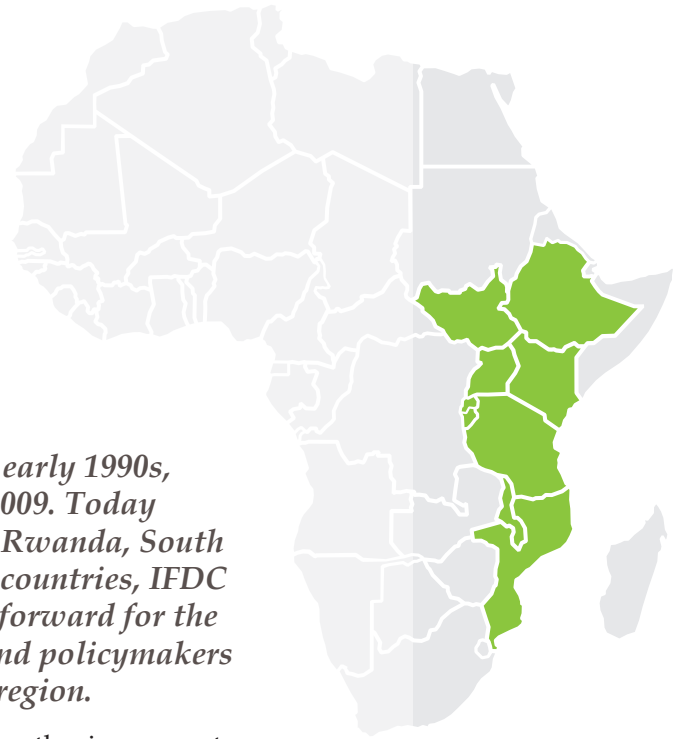 early 1990s,
009. Today
Rwanda, South
countries, IFDC
forward for the
nd policymakers
region.